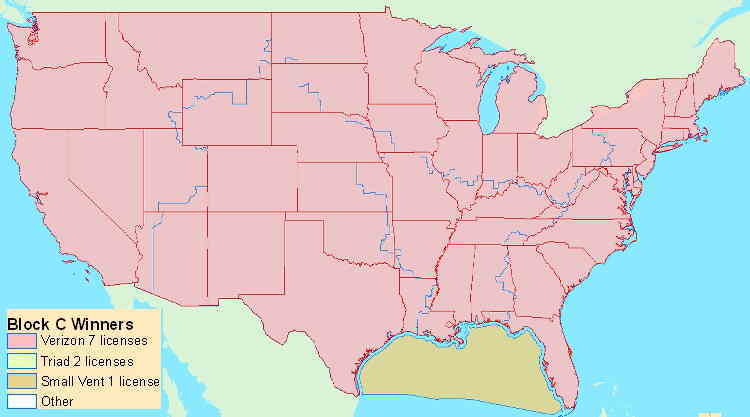 Block C Winners
Verizon 7 licenses
Triad 2 licenses
Small Vent 1 license
Other